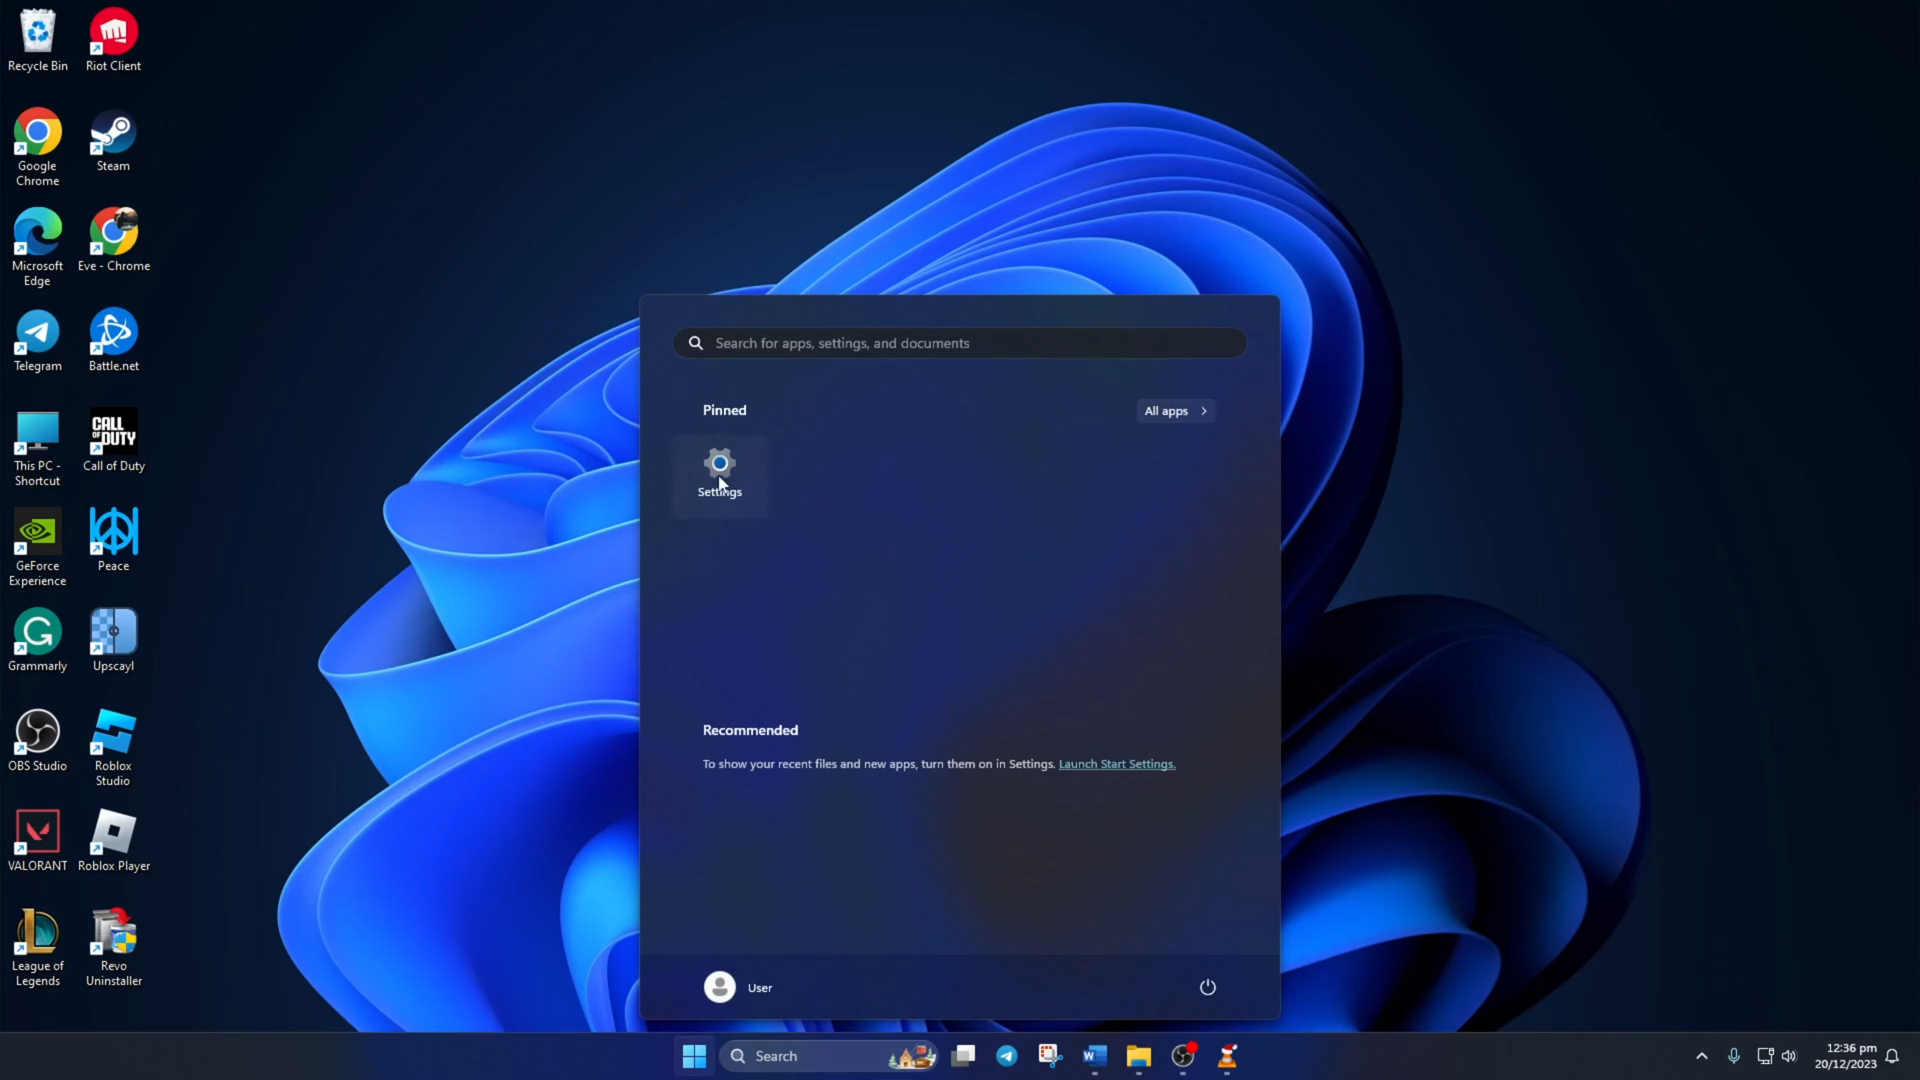 Recycle Bin
Riot Client
Google
Chrome
Steam
Microsoft
Edge
Eve - Chrome
Telegram
Battle.net
This PC -
Shortcut
CALL
OF DUTY
Call of Duty
GeForce
Experience
Peace
Grammarly
Upscayl
OBS Studio
Roblox
Studio
VALORANT
Roblox Player
League of
Legends
Revo
Uninstaller
Search for apps, settings, and documents
Pinned
All apps
Settings
Recommended
To show your recent files and new apps, turn them on in Settings. Launch Start Settings.
User
Search
12:36 pm
20/12/2023